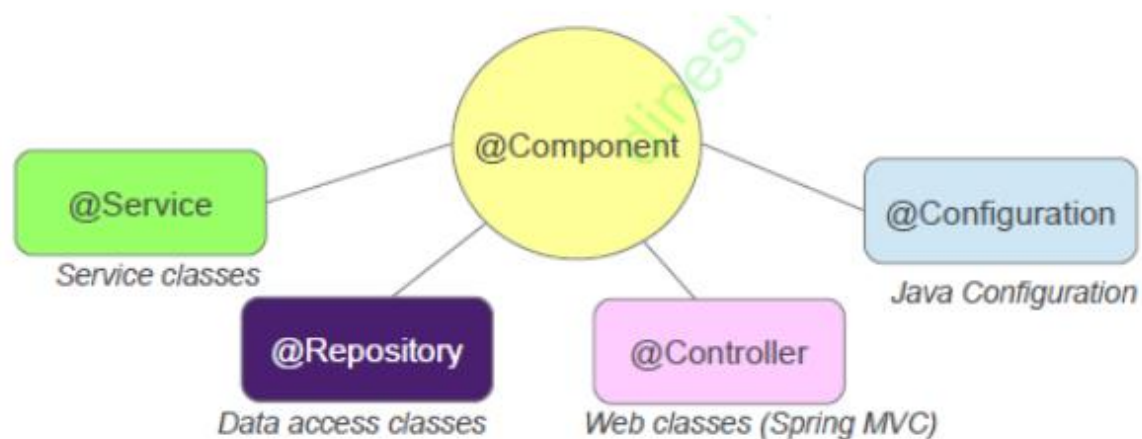 @Component
@Service
Service classes
@Configuration
Java Configuration
@Repository
Data access classes
@Controller
Web classes (Spring MVC)